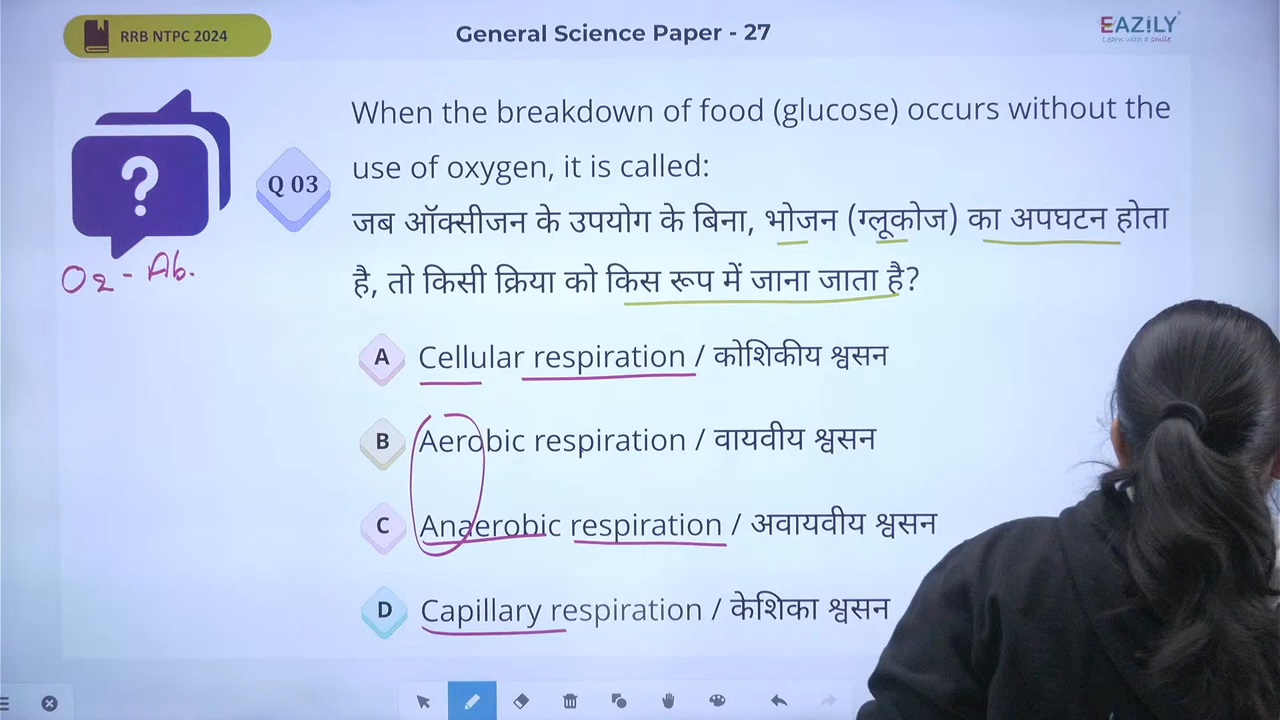 RRB NTPC 2024
General Science Paper - 27
EAZ!LY
Learn with a smile
Q 03
When the breakdown of food (glucose) occurs without the
use of oxygen, it is called:
जब ऑक्सीजन के उपयोग के बिना, भोजन (ग्लूकोज) का अपघटन होता
है, तो किसी क्रिया को किस रूप में जाना जाता है?
O2 - Ab.
A Cellular respiration / कोशिकीय श्वसन
B Aerobic respiration / वायवीय श्वसन
C Anaerobic respiration / अवायवीय श्वसन
D Capillary respiration / केशिका श्वसन